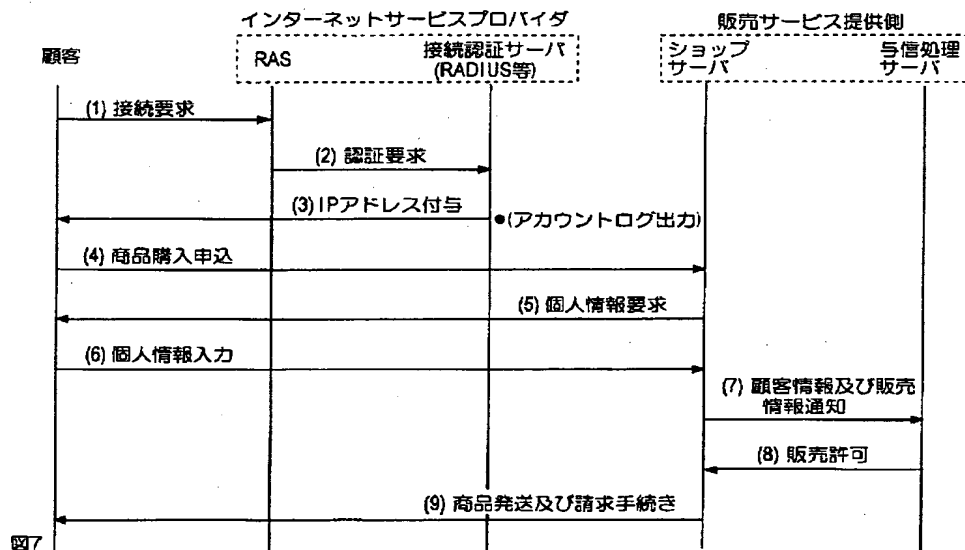 インターネットサービスプロバイダ
販売サービス提供側
顧客
RAS
接続認証サーバ
(RADIUS等)
ショップ
サーバ
与信処理
サーバ
(1) 接続要求
(2) 認証要求
(3) IPアドレス付与
(アカウントログ出力)
(4) 商品購入申込
(5) 個人情報要求
(6) 個人情報入力
(7) 顧客情報及び販売
情報通知
(8) 販売許可
(9) 商品発送及び請求手続き
図7